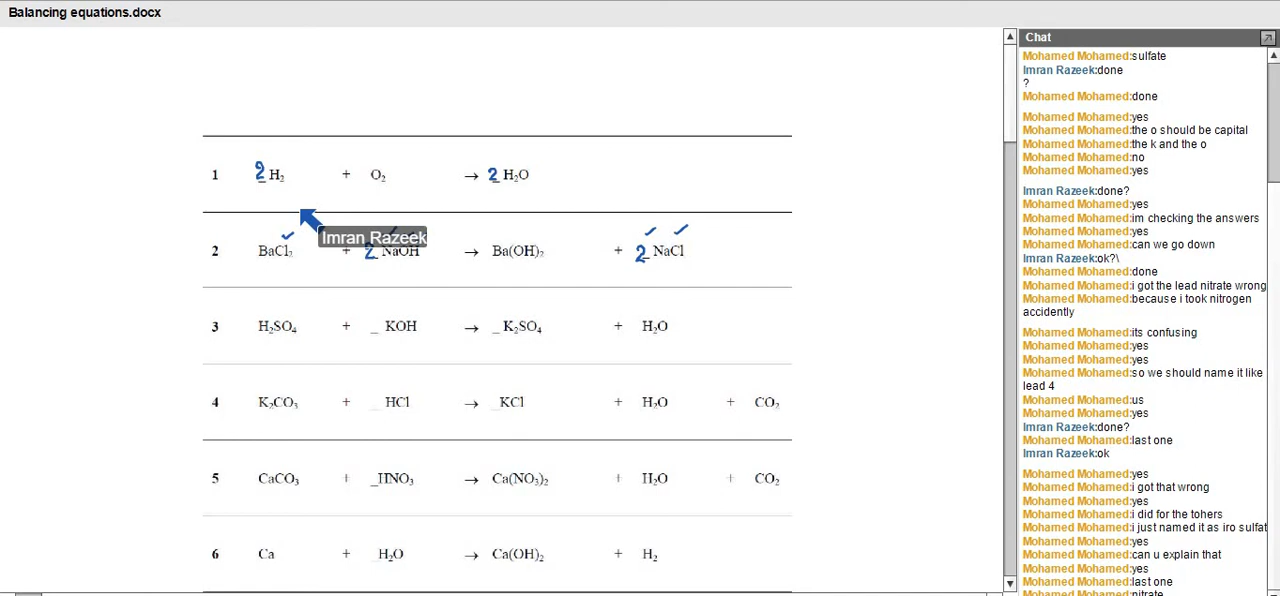 Balancing equations.docx
1 2 H₂ + O₂ → 2 H₂O
Imran Razeek
2 BaCl₂ + 2 NaOH → Ba(OH)₂ + 2 NaCl
3 H₂SO₄ + _ KOH → _ K₂SO₄ + H₂O
4 K₂CO₃ + _ HCl → _KCl + H₂O + CO₂
5 CaCO₃ + _HNO₃ → Ca(NO₃)₂ + H₂O + CO₂
6 Ca + _H₂O → Ca(OH)₂ + H₂
Chat
Mohamed Mohamed:sulfate
Imran Razeek:done
?
Mohamed Mohamed:done
Mohamed Mohamed:yes
Mohamed Mohamed:the o should be capital
Mohamed Mohamed:the k and the o
Mohamed Mohamed:no
Mohamed Mohamed:yes
Imran Razeek:done?
Mohamed Mohamed:yes
Mohamed Mohamed:im checking the answers
Mohamed Mohamed:yes
Mohamed Mohamed:can we go down
Imran Razeek:ok?\
Mohamed Mohamed:done
Mohamed Mohamed:i got the lead nitrate wrong
Mohamed Mohamed:because i took nitrogen
accidently
Mohamed Mohamed:its confusing
Mohamed Mohamed:yes
Mohamed Mohamed:yes
Mohamed Mohamed:so we should name it like
lead 4
Mohamed Mohamed:us
Mohamed Mohamed:yes
Imran Razeek:done?
Mohamed Mohamed:last one
Imran Razeek:ok
Mohamed Mohamed:yes
Mohamed Mohamed:i got that wrong
Mohamed Mohamed:yes
Mohamed Mohamed:i did for the tohers
Mohamed Mohamed:i just named it as iro sulfat
Mohamed Mohamed:yes
Mohamed Mohamed:can u explain that
Mohamed Mohamed:yes
Mohamed Mohamed:last one
Mohamed Mohamed:nitrate